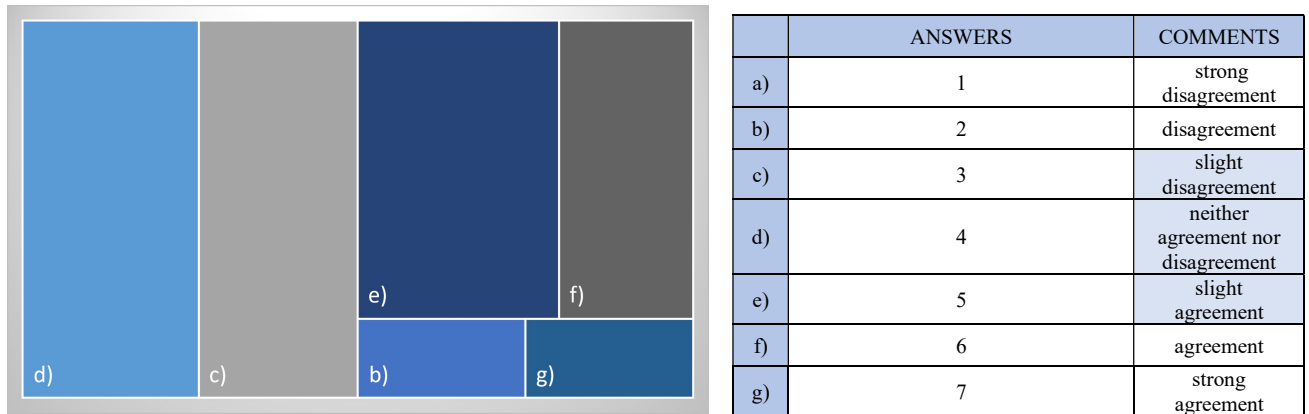 e)
f)
d)
c)
b)
g)
ANSWERS COMMENTS
a) 1 strong
disagreement
b) 2 disagreement
c) 3 slight
disagreement
d) 4 neither
agreement nor
disagreement
e) 5 slight
agreement
f) 6 agreement
g) 7 strong
agreement